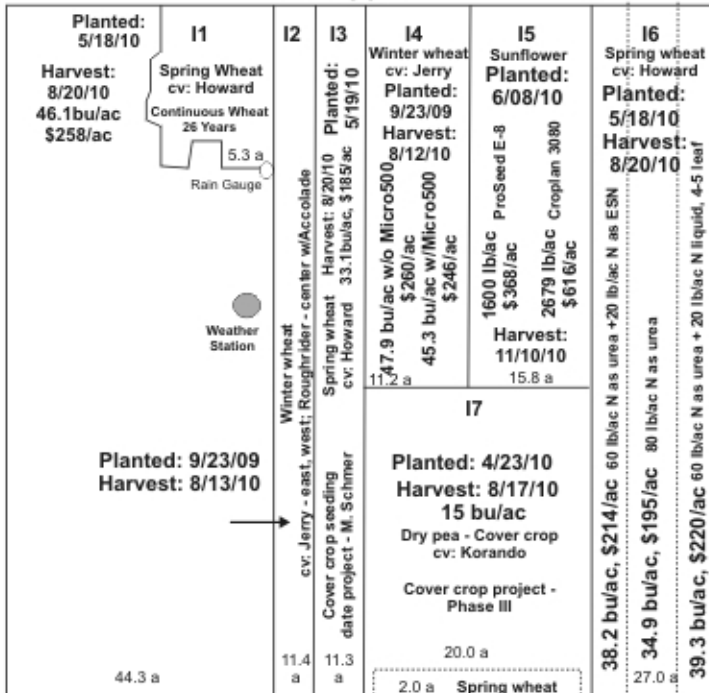 Planted:
5/18/10
Harvest:
8/20/10
46.1bu/ac
$258/ac
I1
Spring Wheat
cv: Howard
Continuous Wheat
26 Years
5.3 a
Rain Gauge
Weather
Station
Planted: 9/23/09
Harvest: 8/13/10
44.3 a
I2
Winter wheat
cv: Jerry - east, west; Roughrider - center w/Accolade
11.4
a
I3
Planted:
5/19/10
Harvest: 8/20/10
33.1bu/ac, $185/ac
Spring wheat
cv: Howard
Cover crop seeding
date project - M. Schmer
11.3
a
I4
Winter wheat
cv: Jerry
Planted:
9/23/09
Harvest:
8/12/10
47.9 bu/ac w/o Micro500
$260/ac
45.3 bu/ac w/Micro500
$246/ac
11.2 a
I5
Sunflower
Planted:
6/08/10
ProSeed E-8
1600 lb/ac
$368/ac
Croplan 3080
2679 lb/ac
$616/ac
Harvest:
11/10/10
15.8 a
I7
Planted: 4/23/10
Harvest: 8/17/10
15 bu/ac
Dry pea - Cover crop
cv: Korando
Cover crop project -
Phase III
20.0 a
2.0 a Spring wheat
I6
Spring wheat
cv: Howard
Planted:
5/18/10
Harvest:
8/20/10
38.2 bu/ac, $214/ac 60 lb/ac N as urea +20 lb/ac N as ESN
34.9 bu/ac, $195/ac 80 lb/ac N as urea
39.3 bu/ac, $220/ac 60 lb/ac N as urea + 20 lb/ac N liquid, 4-5 leaf
27.0 a